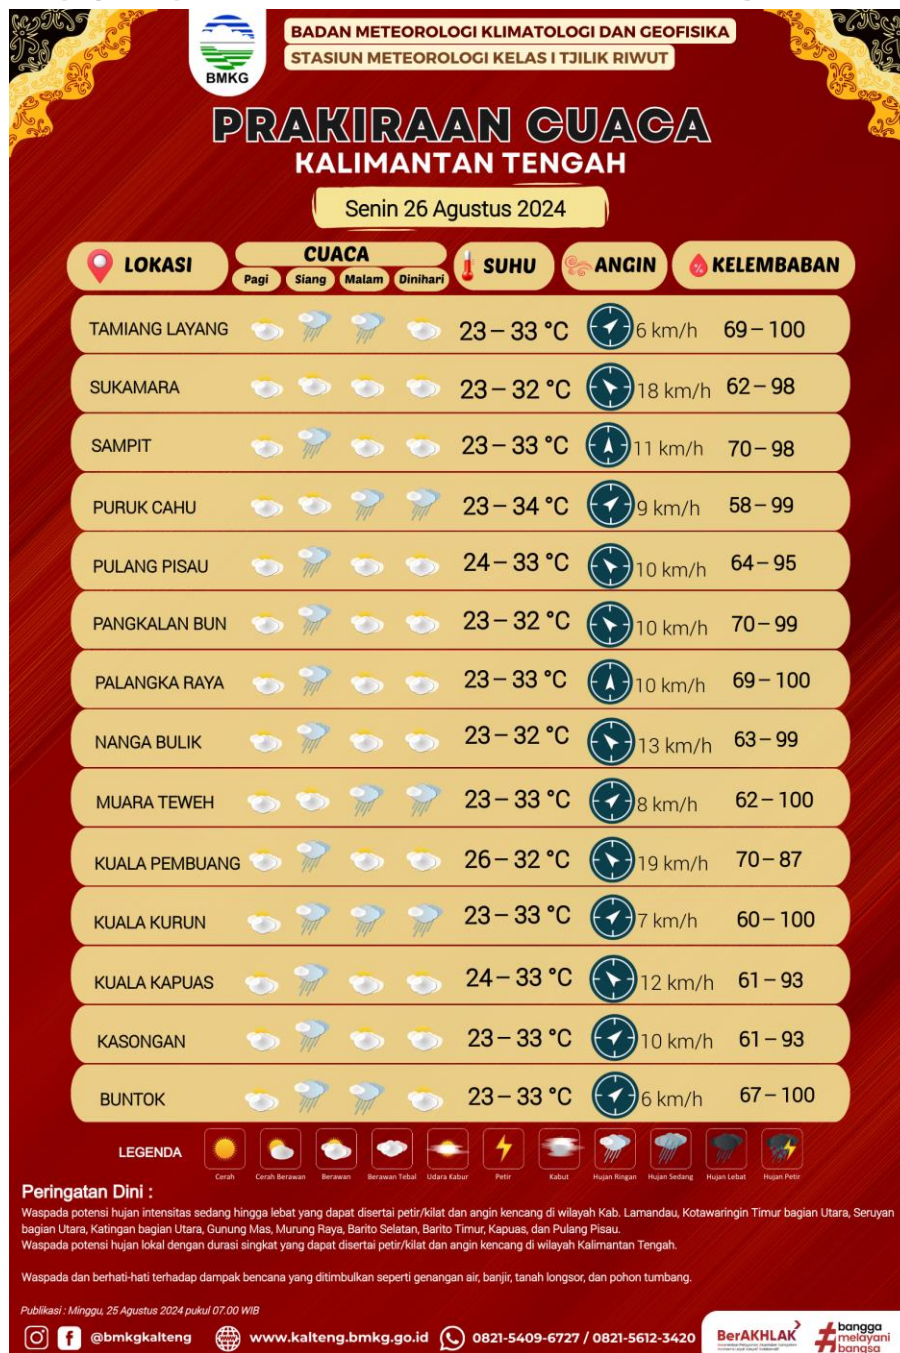 BMKG
BADAN METEOROLOGI KLIMATOLOGI DAN GEOFISIKA
STASIUN METEOROLOGI KELAS I TJILIK RIWUT
PRAKIRAAN CUACA
KALIMANTAN TENGAH
Senin 26 Agustus 2024
LOKASI CUACA SUHU ANGIN % KELEMBABAN
Pagi Siang Malam Dinihari
TAMIANG LAYANG 23 – 33 °C 6 km/h 69 – 100
SUKAMARA 23 – 32 °C 18 km/h 62 – 98
SAMPIT 23 – 33 °C 11 km/h 70 – 98
PURUK CAHU 23 – 34 °C 9 km/h 58 – 99
PULANG PISAU 24 – 33 °C 10 km/h 64 – 95
PANGKALAN BUN 23 – 32 °C 10 km/h 70 – 99
PALANGKA RAYA 23 – 33 °C 10 km/h 69 – 100
NANGA BULIK 23 – 32 °C 13 km/h 63 – 99
MUARA TEWEH 23 – 33 °C 8 km/h 62 – 100
KUALA PEMBUANG 26 – 32 °C 19 km/h 70 – 87
KUALA KURUN 23 – 33 °C 7 km/h 60 – 100
KUALA KAPUAS 24 – 33 °C 12 km/h 61 – 93
KASONGAN 23 – 33 °C 10 km/h 61 – 93
BUNTOK 23 – 33 °C 6 km/h 67 – 100
LEGENDA
Cerah Cerah Berawan Berawan Berawan Tebal Udara Kabur Petir Kabut Hujan Ringan Hujan Sedang Hujan Lebat Hujan Petir
Peringatan Dini :
Waspada potensi hujan intensitas sedang hingga lebat yang dapat disertai petir/kilat dan angin kencang di wilayah Kab. Lamandau, Kotawaringin Timur bagian Utara, Seruyan
bagian Utara, Katingan bagian Utara, Gunung Mas, Murung Raya, Barito Selatan, Barito Timur, Kapuas, dan Pulang Pisau.
Waspada potensi hujan lokal dengan durasi singkat yang dapat disertai petir/kilat dan angin kencang di wilayah Kalimantan Tengah.
Waspada dan berhati-hati terhadap dampak bencana yang ditimbulkan seperti genangan air, banjir, tanah longsor, dan pohon tumbang.
Publikasi : Minggu, 25 Agustus 2024 pukul 07.00 WIB
@bmkgkalteng www.kalteng.bmkg.go.id 0821-5409-6727 / 0821-5612-3420
BerAKHLAK
#bangga
melayani
bangsa